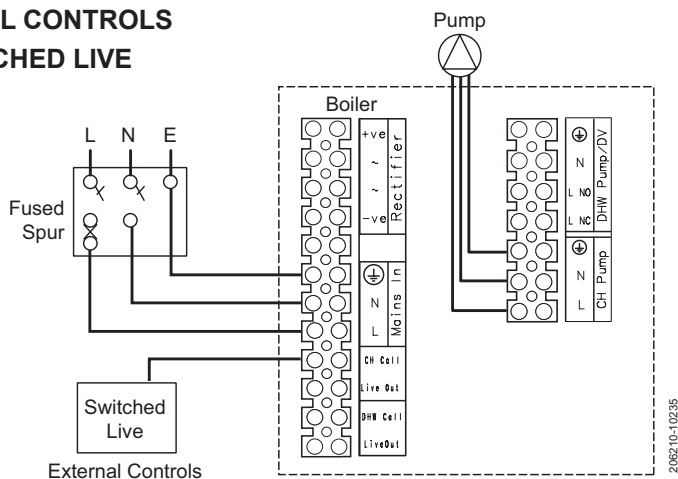 L CONTROLS
CHED LIVE
Pump
Boiler
L N E
Fused
Spur
+ve
~
~
-ve
Rectifier
N
L
Mains In
CH Call
Live Out
DHW Call
LiveOut
N
L NO
L NC
DHW Pump/DV
N
L
CH Pump
Switched
Live
External Controls
206210-10235